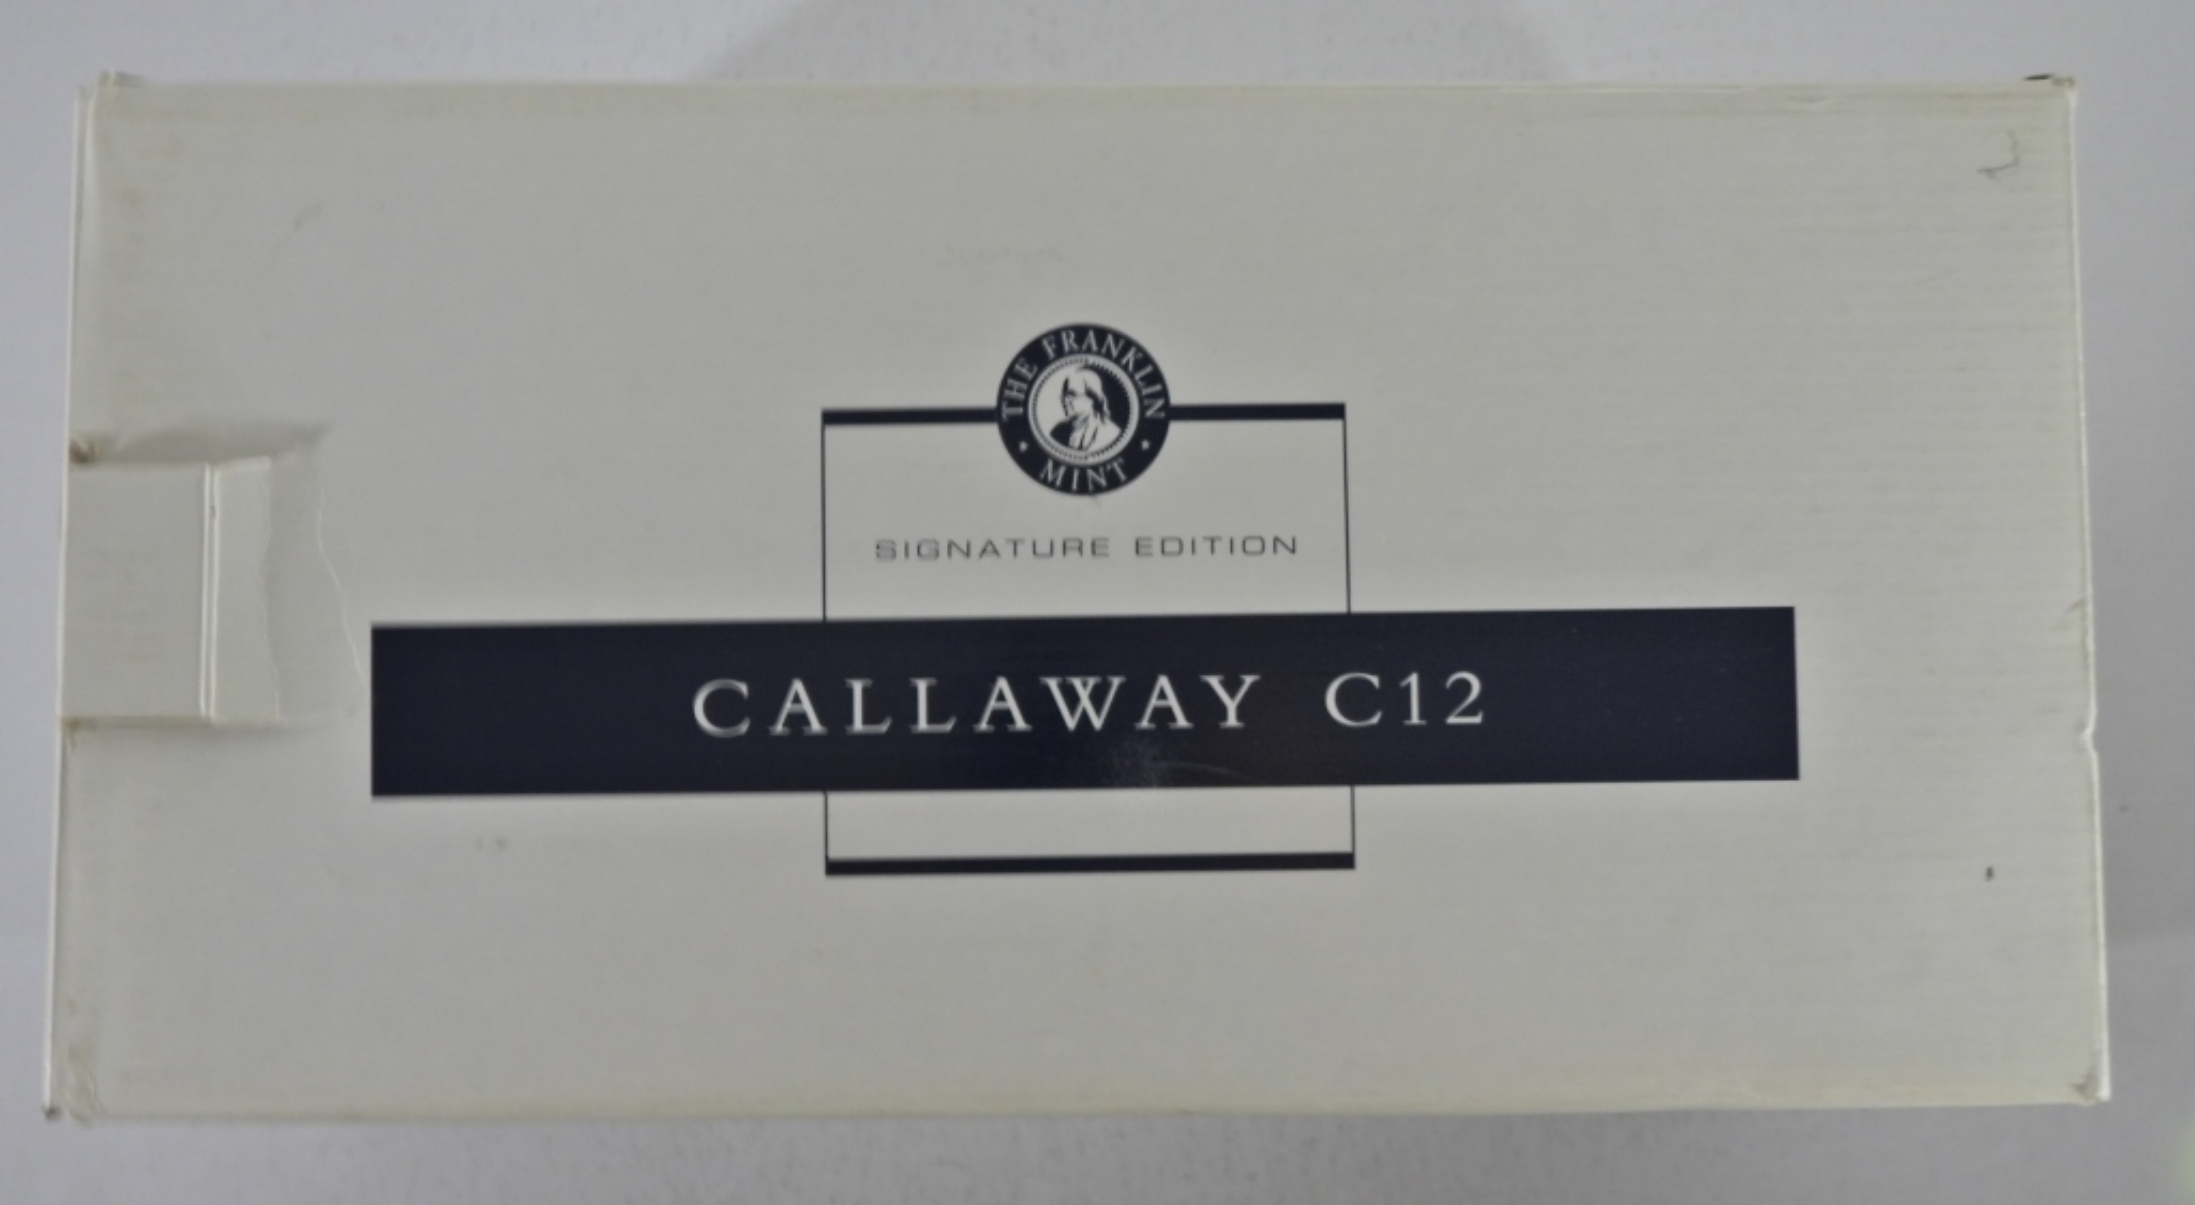 THE FRANKLIN
MINT
SIGNATURE EDITION
CALLAWAY C12